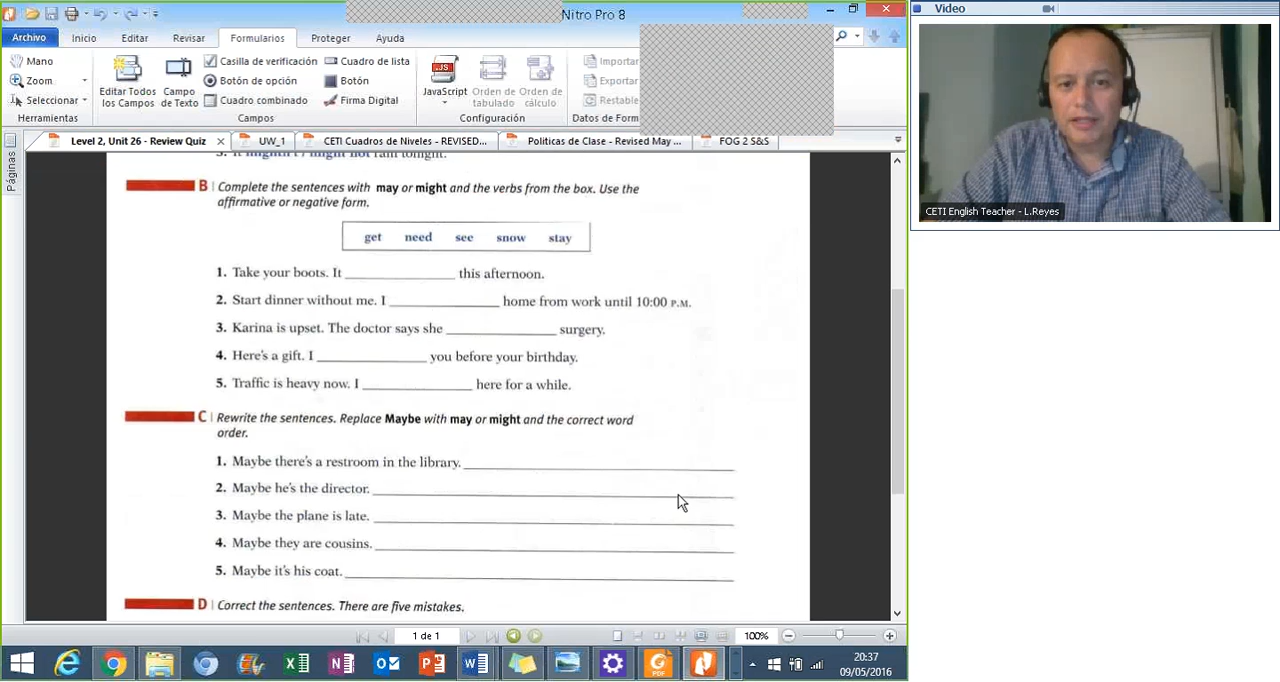 Nitro Pro 8
Video
Archivo Inicio Editar Revisar Formularios Proteger Ayuda
Mano
Zoom
Seleccionar
Herramientas
Editar Todos los Campos
Campo de Texto
Casilla de verificación
Botón de opción
Cuadro combinado
Cuadro de lista
Botón
Firma Digital
Campos
JavaScript
Orden de tabulado
Orden de cálculo
Configuración
Importar
Exportar
Restable
Datos de Form
Level 2, Unit 26 - Review Quiz
UW_1
CETI Cuadros de Niveles - REVISED...
Politicas de Clase - Revised May ...
FOG 2 S&S
Páginas
B Complete the sentences with may or might and the verbs from the box. Use the
affirmative or negative form.
get need see snow stay
1. Take your boots. It ____ this afternoon.
2. Start dinner without me. I ____ home from work until 10:00 P.M.
3. Karina is upset. The doctor says she ____ surgery.
4. Here's a gift. I ____ you before your birthday.
5. Traffic is heavy now. I ____ here for a while.
C Rewrite the sentences. Replace Maybe with may or might and the correct word
order.
1. Maybe there's a restroom in the library.
2. Maybe he's the director.
3. Maybe the plane is late.
4. Maybe they are cousins.
5. Maybe it's his coat.
D Correct the sentences. There are five mistakes.
1 de 1
100%
20:37
09/05/2016
CETI English Teacher - L.Reyes